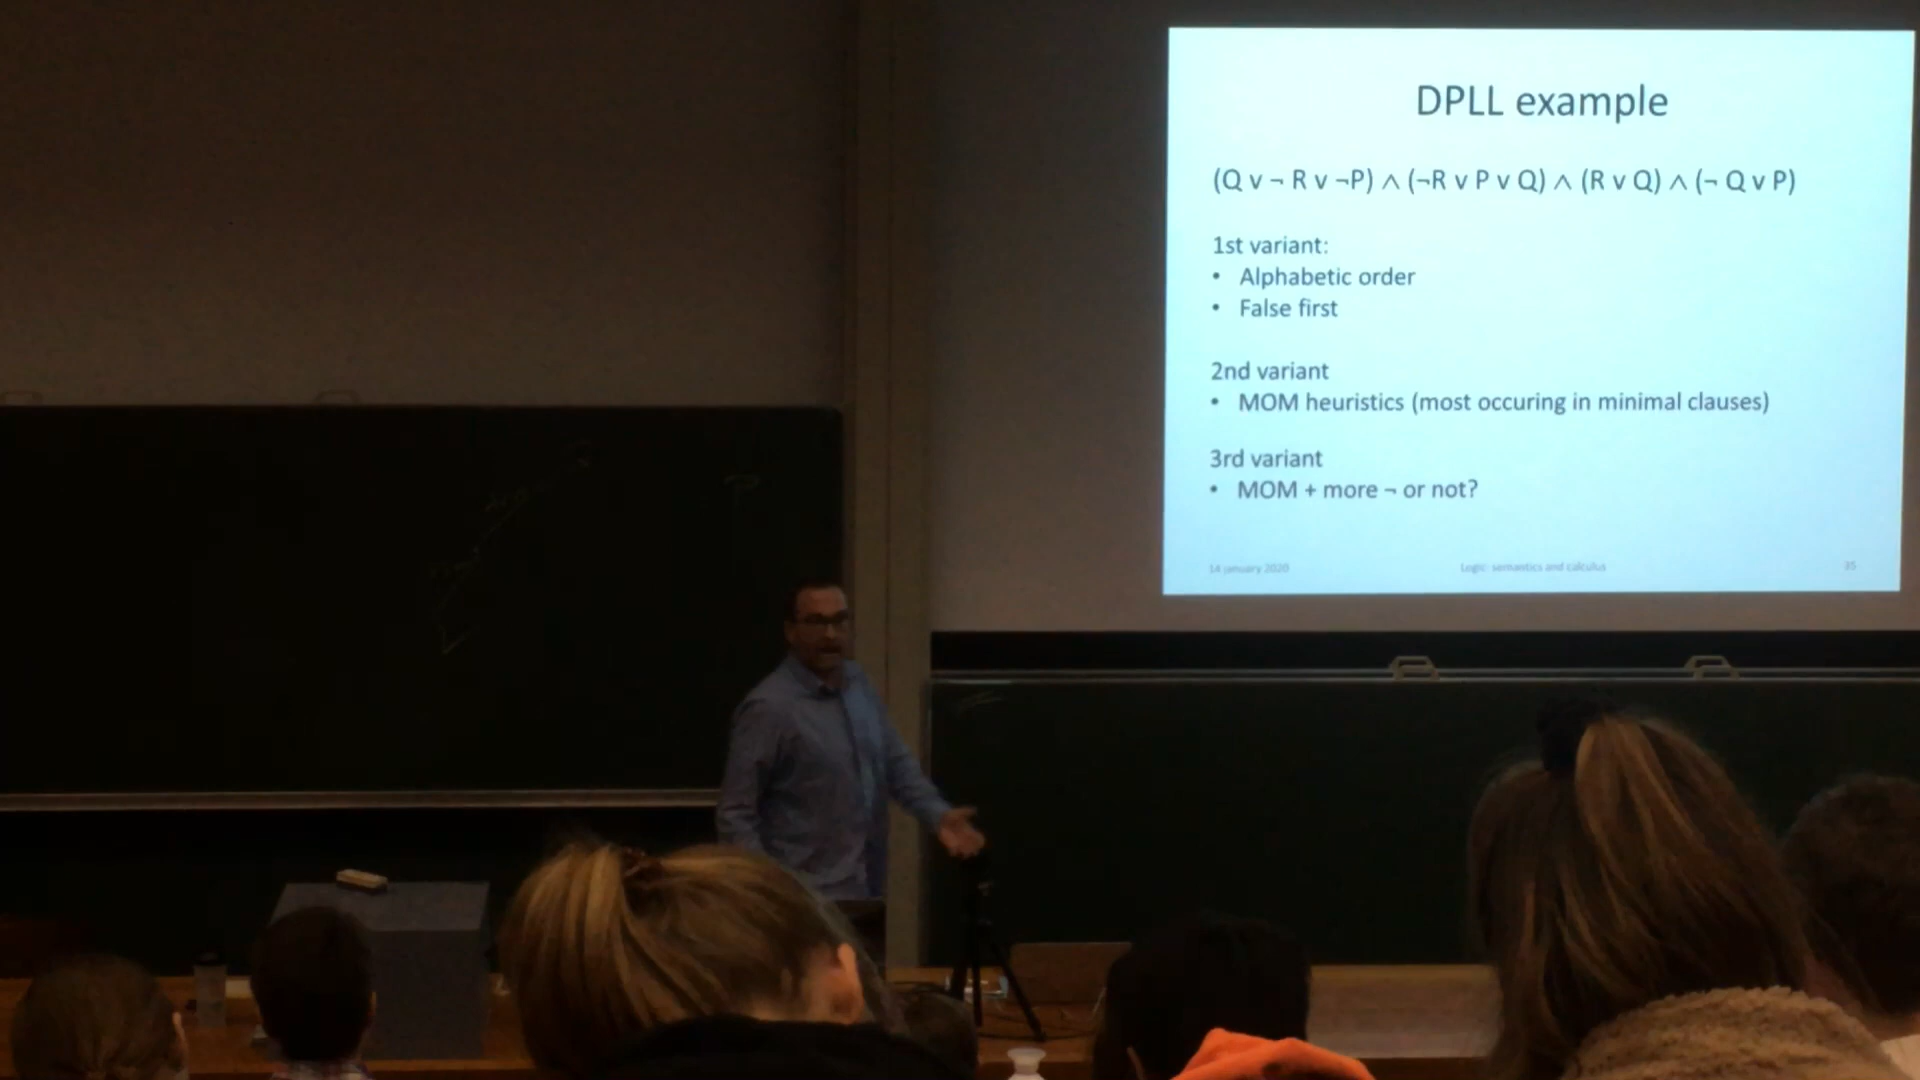 DPLL example
(Q v ¬ R v ¬P) ∧ (¬R v P v Q) ∧ (R v Q) ∧ (¬ Q v P)
1st variant:
• Alphabetic order
• False first
2nd variant
• MOM heuristics (most occuring in minimal clauses)
3rd variant
• MOM + more ¬ or not?
14 january 2020 Logic: semantics and calculus 35